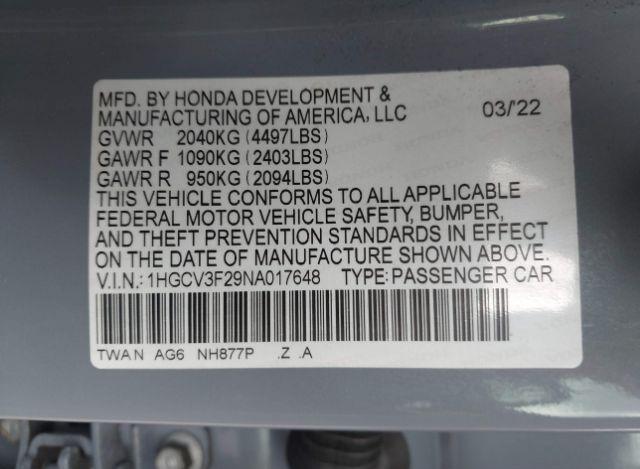 MFD. BY HONDA DEVELOPMENT &
MANUFACTURING OF AMERICA, LLC 03/'22
GVWR 2040KG (4497LBS)
GAWR F 1090KG (2403LBS)
GAWR R 950KG (2094LBS)
THIS VEHICLE CONFORMS TO ALL APPLICABLE
FEDERAL MOTOR VEHICLE SAFETY, BUMPER,
AND THEFT PREVENTION STANDARDS IN EFFECT
ON THE DATE OF MANUFACTURE SHOWN ABOVE.
V.I.N.: 1HGCV3F29NA017648 TYPE: PASSENGER CAR
TWA N AG6 NH877P .Z .A